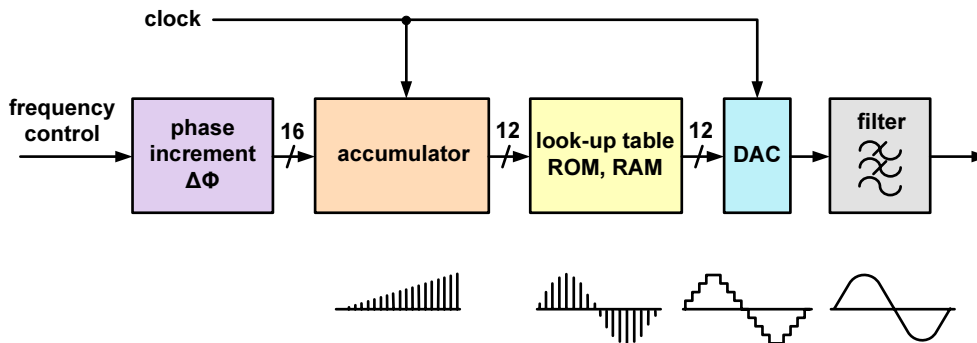 clock
frequency
control
phase
increment
ΔΦ
16
accumulator
12
look-up table
ROM, RAM
12
DAC
filter